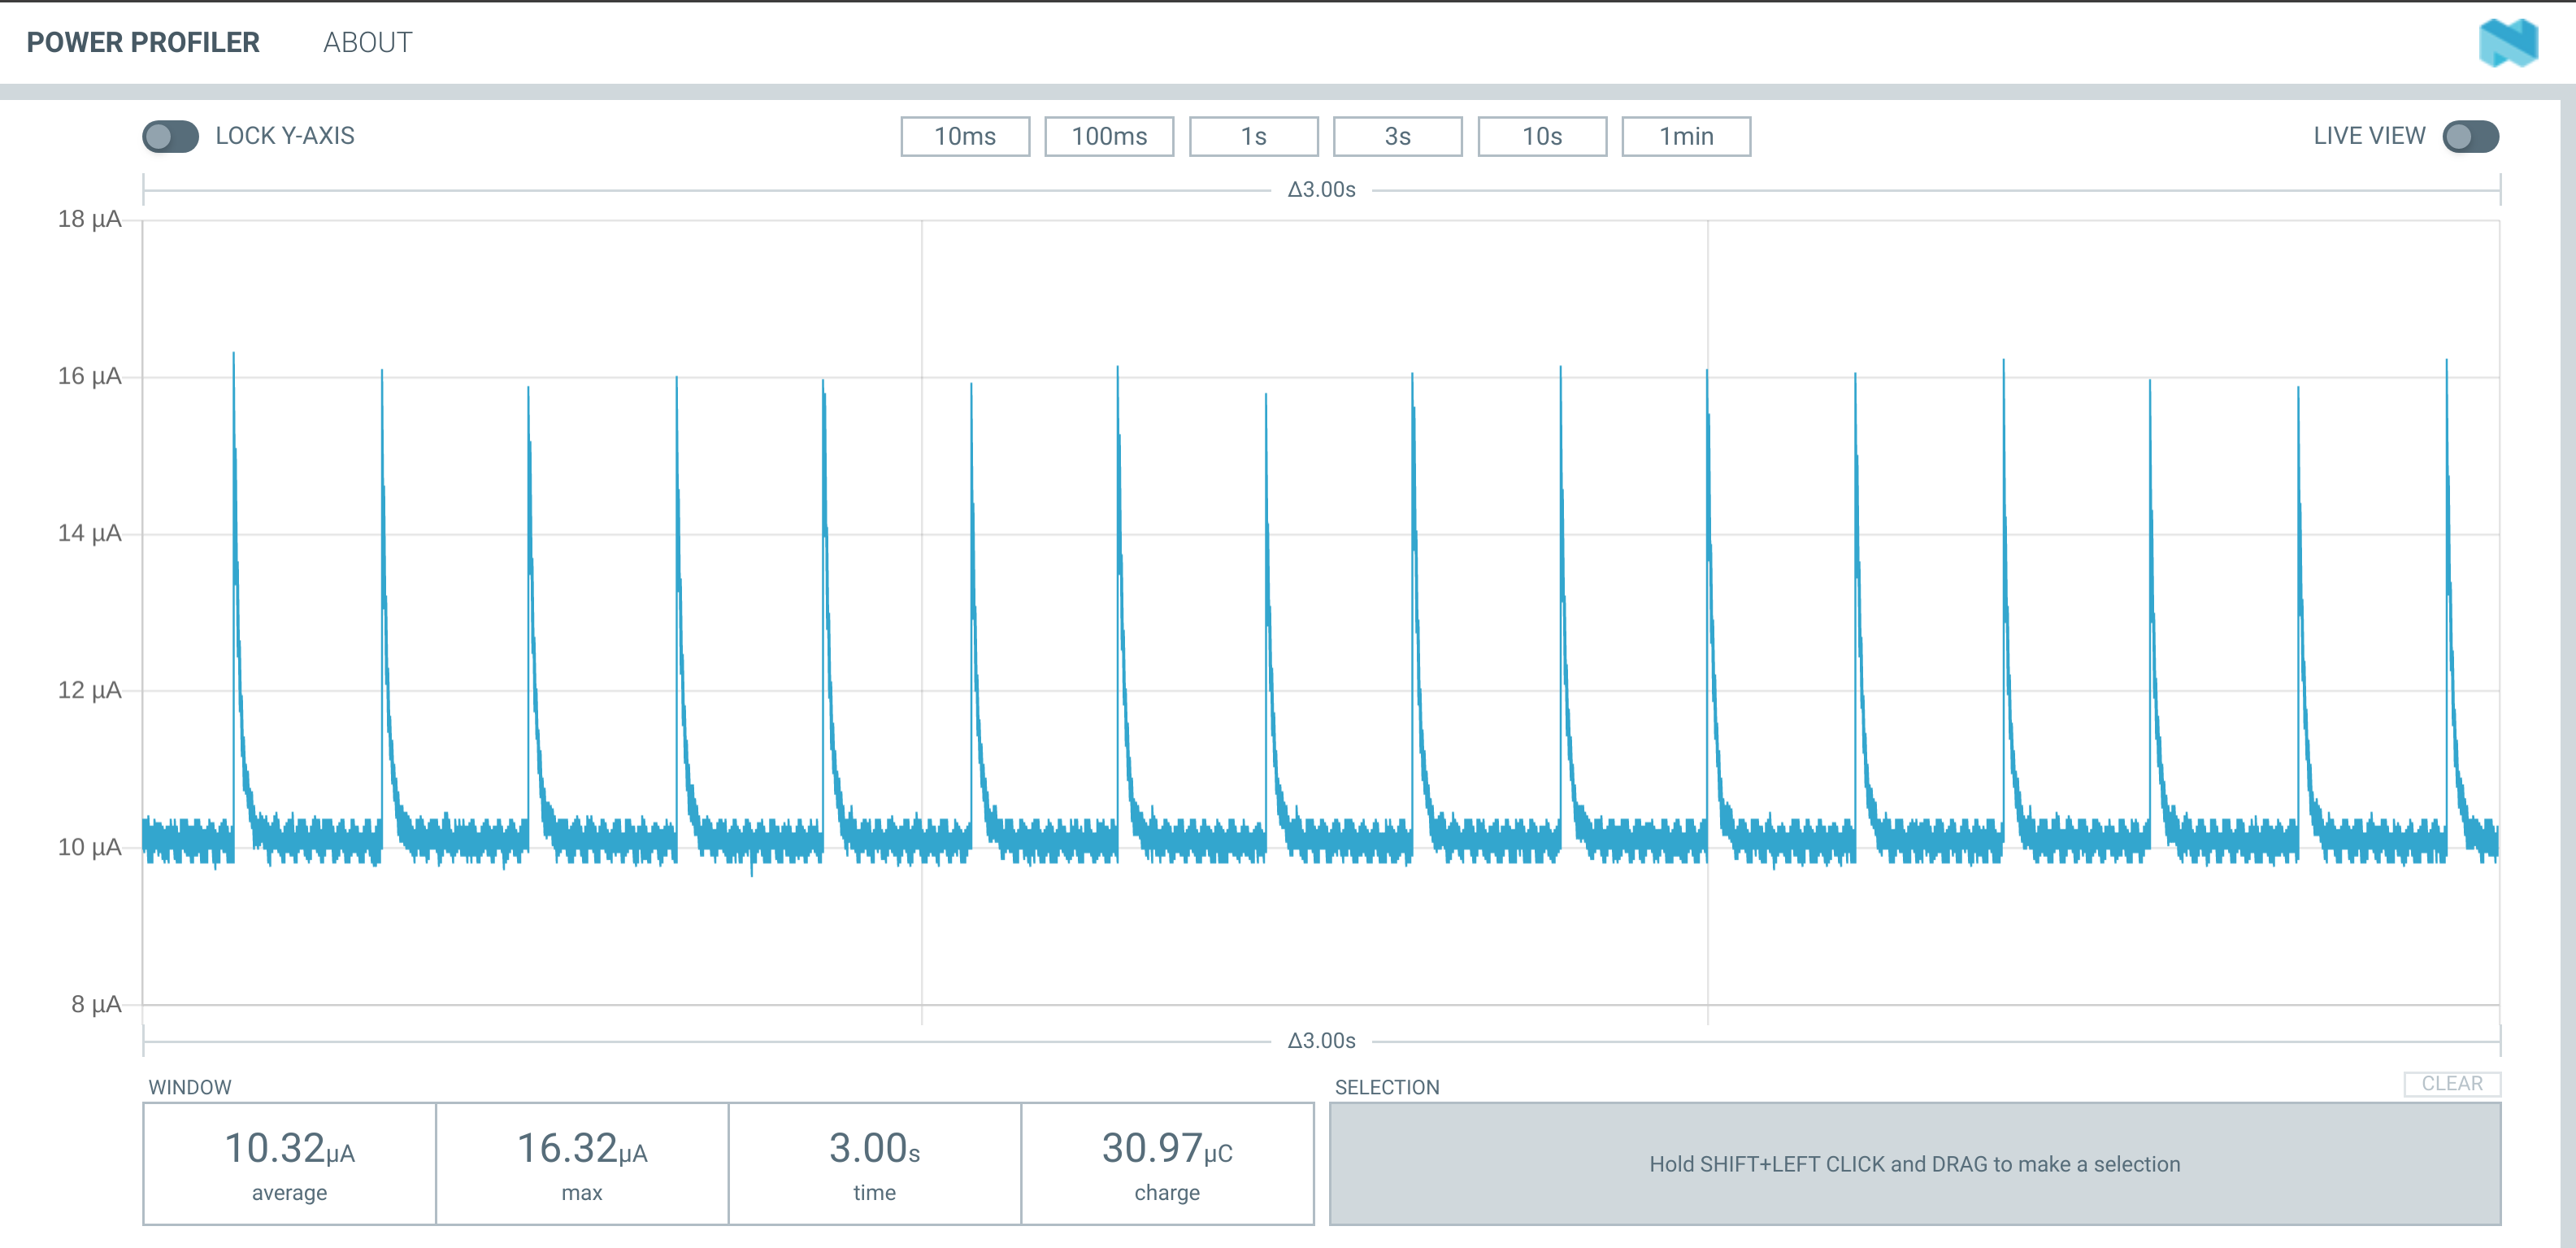 POWER PROFILER ABOUT
LOCK Y-AXIS 10ms 100ms 1s 3s 10s 1min LIVE VIEW
Δ3.00s
18 µA
16 µA
14 µA
12 µA
10 µA
8 µA
Δ3.00s
WINDOW SELECTION CLEAR
10.32µA 16.32µA 3.00s 30.97µC
average max time charge
Hold SHIFT+LEFT CLICK and DRAG to make a selection